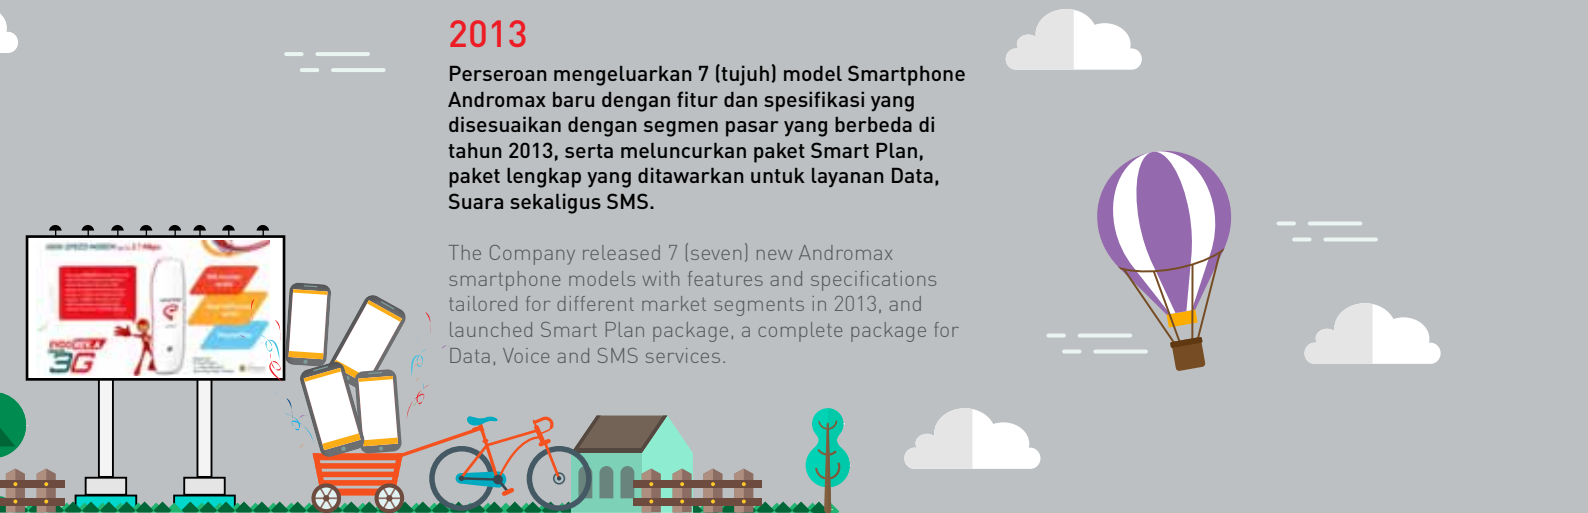 2013
Perseroan mengeluarkan 7 (tujuh) model Smartphone
Andromax baru dengan fitur dan spesifikasi yang
disesuaikan dengan segmen pasar yang berbeda di
tahun 2013, serta meluncurkan paket Smart Plan,
paket lengkap yang ditawarkan untuk layanan Data,
Suara sekaligus SMS.
The Company released 7 (seven) new Andromax
smartphone models with features and specifications
tailored for different market segments in 2013, and
launched Smart Plan package, a complete package for
Data, Voice and SMS services.
3G